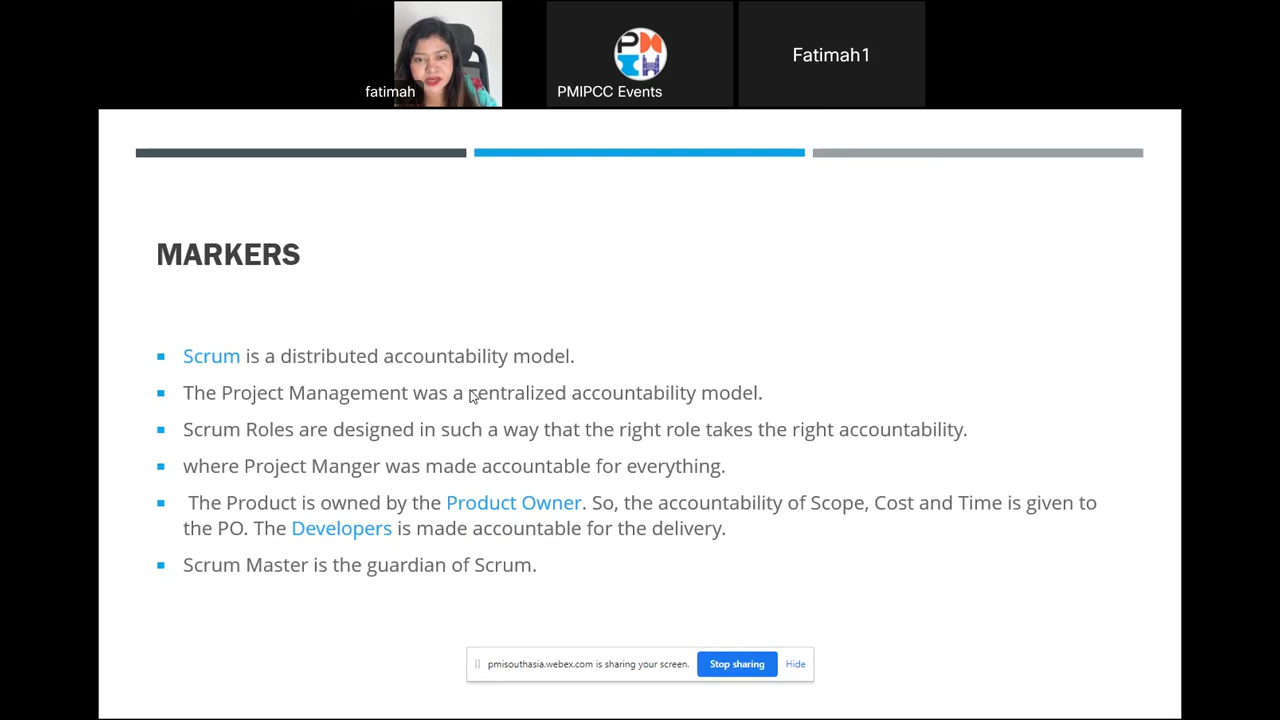 fatimah
PMI
PMIPCC Events
Fatimah1
MARKERS
Scrum is a distributed accountability model.
The Project Management was a centralized accountability model.
Scrum Roles are designed in such a way that the right role takes the right accountability.
where Project Manger was made accountable for everything.
The Product is owned by the Product Owner. So, the accountability of Scope, Cost and Time is given to
the PO. The Developers is made accountable for the delivery.
Scrum Master is the guardian of Scrum.
pmisouthasia.webex.com is sharing your screen. Stop sharing Hide